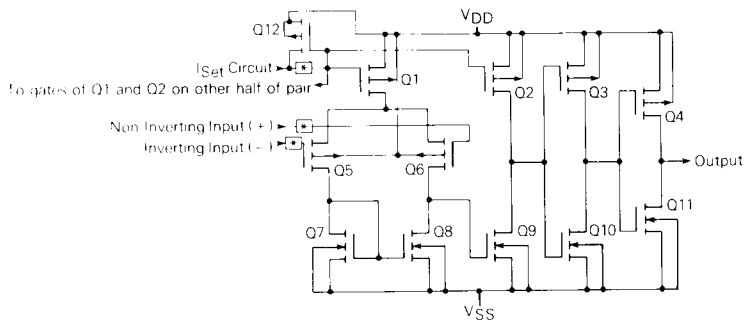 VDD
Q12
ISet Circuit
*
Q1
To gates of Q1 and Q2 on other half of pair
Q2
Q3
Q4
Non Inverting Input (+)
*
Inverting Input (−)
*
Q5
Q6
Output
Q7
Q8
Q9
Q10
Q11
VSS